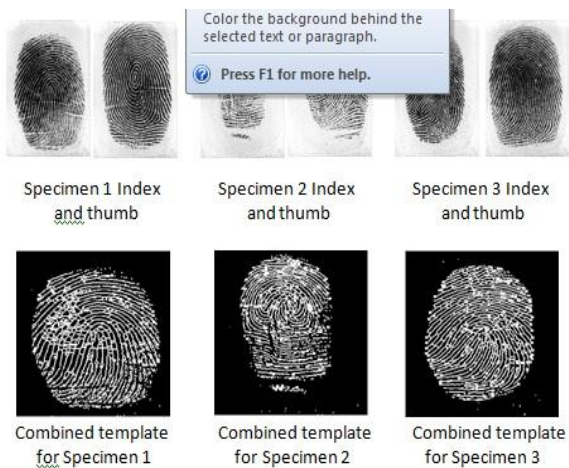 Color the background behind the
selected text or paragraph.
Press F1 for more help.
Specimen 1 Index
and thumb
Specimen 2 Index
and thumb
Specimen 3 Index
and thumb
Combined template
for Specimen 1
Combined template
for Specimen 2
Combined template
for Specimen 3